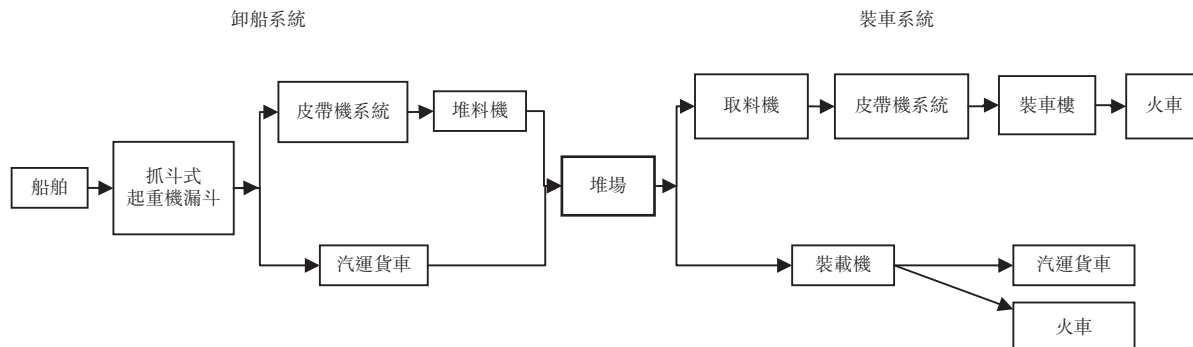 卸船系統
裝車系統
皮帶機系統
堆料機
取料機
皮帶機系統
裝車樓
火車
船舶
抓斗式
起重機漏斗
堆場
汽運貨車
裝載機
汽運貨車
火車